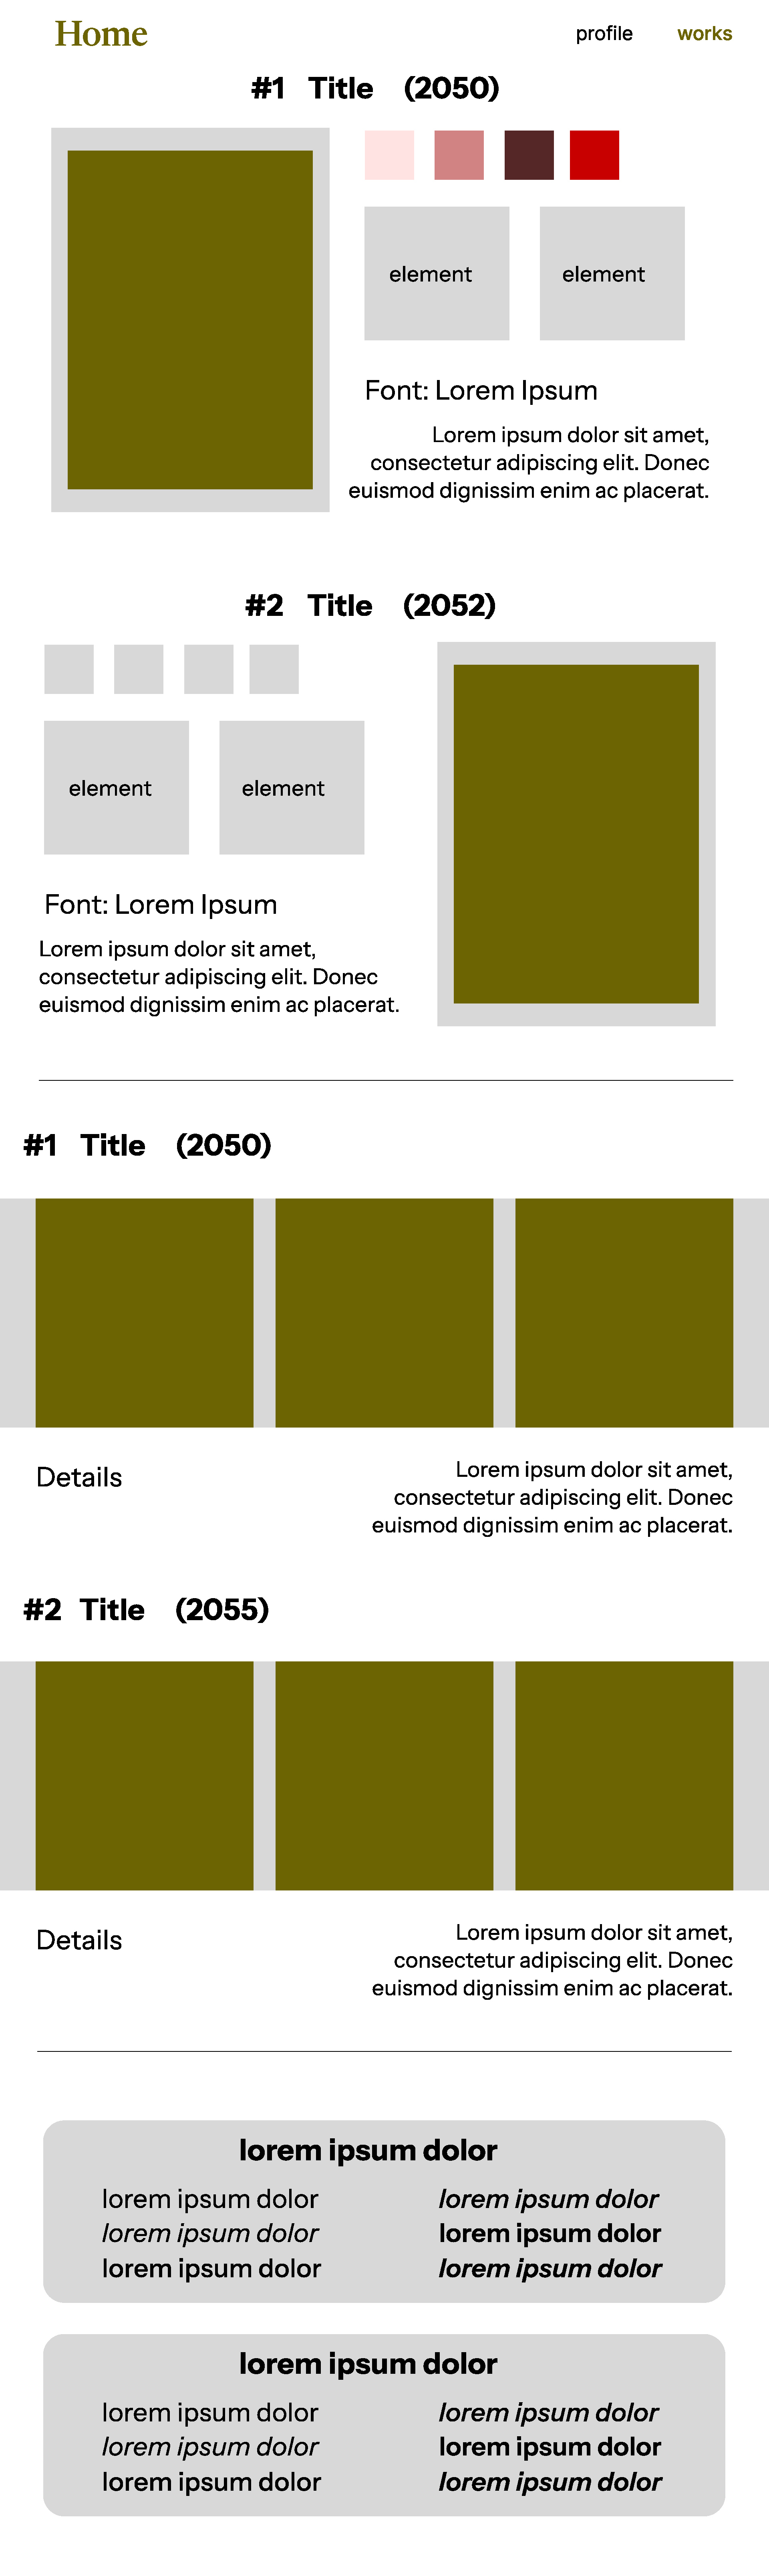 Home profile works
#1 Title (2050)
element element
Font: Lorem Ipsum
Lorem ipsum dolor sit amet,
consectetur adipiscing elit. Donec
euismod dignissim enim ac placerat.
#2 Title (2052)
element element
Font: Lorem Ipsum
Lorem ipsum dolor sit amet,
consectetur adipiscing elit. Donec
euismod dignissim enim ac placerat.
#1 Title (2050)
Details
Lorem ipsum dolor sit amet,
consectetur adipiscing elit. Donec
euismod dignissim enim ac placerat.
#2 Title (2055)
Details
Lorem ipsum dolor sit amet,
consectetur adipiscing elit. Donec
euismod dignissim enim ac placerat.
lorem ipsum dolor
lorem ipsum dolor lorem ipsum dolor
lorem ipsum dolor lorem ipsum dolor
lorem ipsum dolor lorem ipsum dolor
lorem ipsum dolor
lorem ipsum dolor lorem ipsum dolor
lorem ipsum dolor lorem ipsum dolor
lorem ipsum dolor lorem ipsum dolor